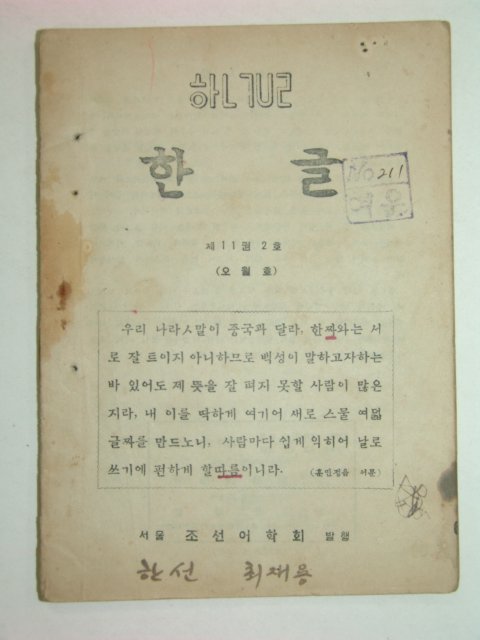 ㅎㅏㄴㄱㅡㄹ
한글
No 211
제 11권 2호
(오월호)
우리 나라ㅅ말이 중국과 달라, 한짜와는 서
로 잘 트이지 아니하므로 백성이 말하고자하는
바 있어도 제 뜻을 잘 펴지 못할 사람이 많은
지라, 내 이를 딱하게 여기어 새로 스물 여덟
글짜를 만드노니, 사람마다 쉽게 익히어 날로
쓰기에 편하게 할따름이니라. (훈민정음 서문)
서울 조선어학회 발행
한선 최재용